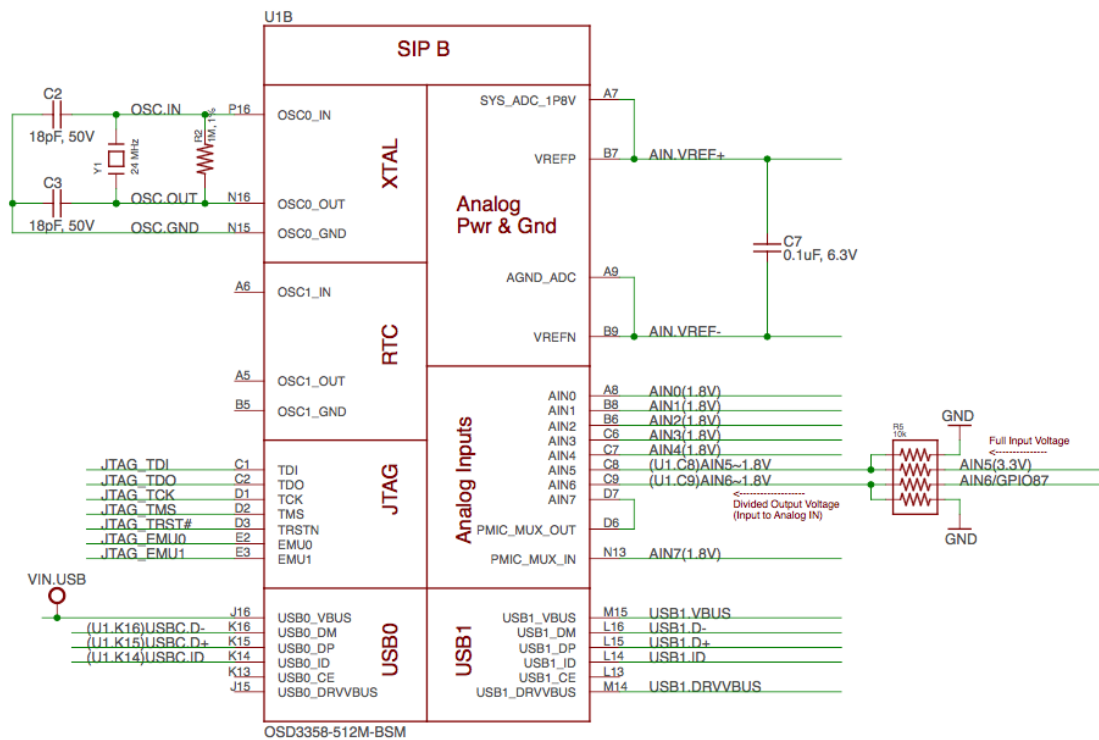 U1B
SIP B
C2
18pF, 50V
C3
18pF, 50V
OSC.IN
OSC.OUT
OSC.GND
Y1
24 MHz
R2
1M, 1%
P16
N16
N15
OSC0_IN
OSC0_OUT
OSC0_GND
XTAL
A6
A5
B5
OSC1_IN
OSC1_OUT
OSC1_GND
RTC
JTAG_TDI C1 TDI
JTAG_TDO C2 TDO
JTAG_TCK D1 TCK
JTAG_TMS D2 TMS
JTAG_TRST# D3 TRSTN
JTAG_EMU0 E2 EMU0
JTAG_EMU1 E3 EMU1
JTAG
VIN.USB
J16 USB0_VBUS
(U1.K16)USBC.D- K16 USB0_DM
(U1.K15)USBC.D+ K15 USB0_DP
(U1.K14)USBC.ID K14 USB0_ID
K13 USB0_CE
J15 USB0_DRVVBUS
USB0
Analog
Pwr & Gnd
SYS_ADC_1P8V A7
VREFP B7 AIN.VREF+
AGND_ADC A9
VREFN B9 AIN.VREF-
C7
0.1uF, 6.3V
Analog Inputs
AIN0 A8 AIN0(1.8V)
AIN1 B8 AIN1(1.8V)
AIN2 B6 AIN2(1.8V)
AIN3 C6 AIN3(1.8V)
AIN4 C7 AIN4(1.8V)
AIN5 C8 (U1.C8)AIN5~1.8V
AIN6 C9 (U1.C9)AIN6~1.8V
AIN7 D7
PMIC_MUX_OUT D6
PMIC_MUX_IN N13 AIN7(1.8V)
Divided Output Voltage
(Input to Analog IN)
R5
10k
GND
Full Input Voltage
AIN5(3.3V)
AIN6/GPIO87
GND
USB1
USB1_VBUS M15 USB1.VBUS
USB1_DM L16 USB1.D-
USB1_DP L15 USB1.D+
USB1_ID L14 USB1.ID
USB1_CE L13
USB1_DRVVBUS M14 USB1.DRVVBUS
OSD3358-512M-BSM